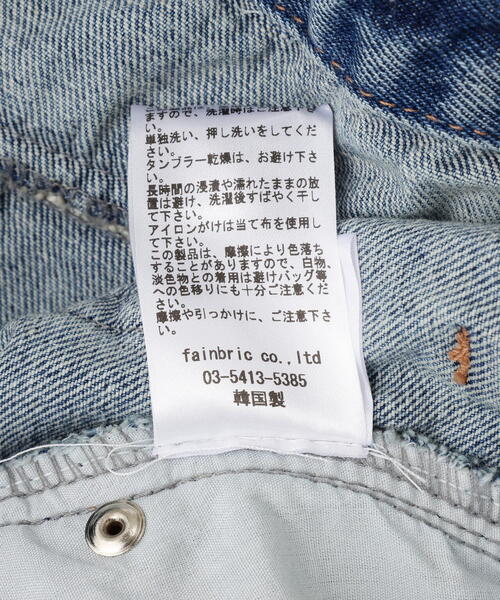 ますので、洗濯時はご注意下さ
い。
単独洗い、押し洗いをしてくださ
い。
タンブラー乾燥は、お避け下さ
い。
長時間の浸漬や濡れたままの放
置は避け、洗濯後すばやく干し
て下さい。
アイロンがけは当て布を使用し
て下さい。
この製品は、摩擦により色落ち
することがありますので、白物、
淡色物との着用は避けバッグ等
への色移りにも十分ご注意くださ
い。
摩擦や引っかけに、ご注意下さ
い。
fainbric co.,ltd
03-5413-5385
韓国製